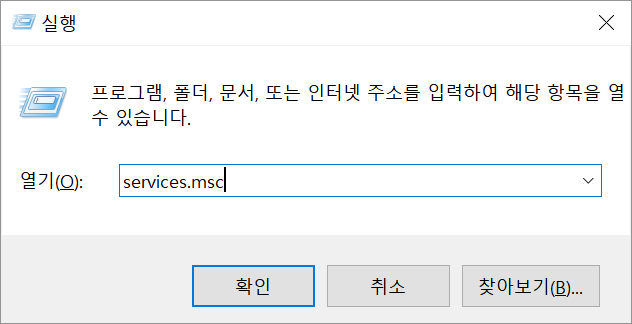 실행
프로그램, 폴더, 문서, 또는 인터넷 주소를 입력하여 해당 항목을 열
수 있습니다.
열기(O): services.msc
확인 취소 찾아보기(B)...